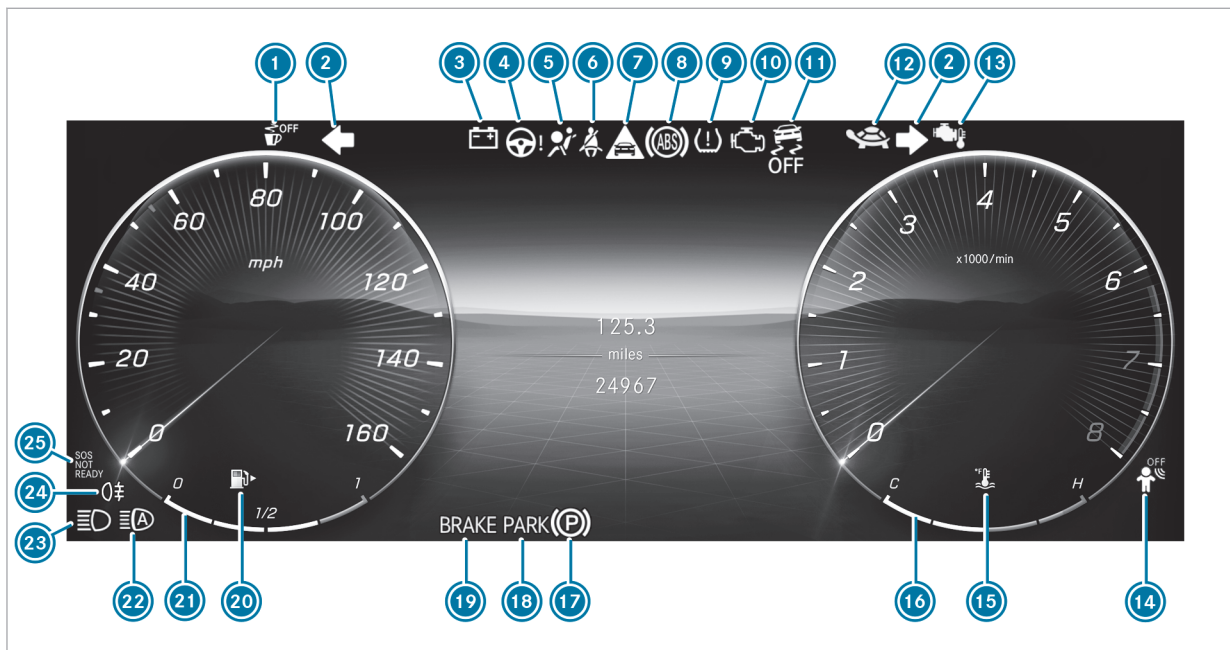 1 2 3 4 5 6 7 8 9 10 11 12 2 13
OFF
! ABS ! OFF
80
60 100
mph
40 120
20 140
0 160
4
3 5
x1000/min
2 6
1 7
0 8
125.3
miles
24967
25
SOS
NOT
READY
24
23
A
0 1/2 1
BRAKE PARK P
C °F H
OFF
22 21 20 19 18 17 16 15 14